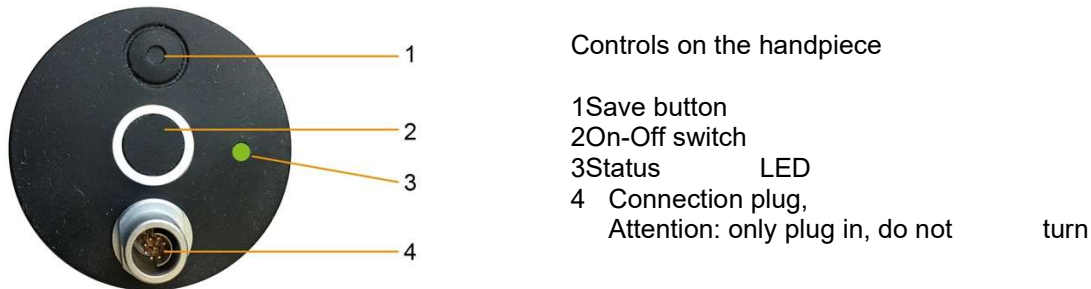 1
2
3
4
Controls on the handpiece
1Save button
2On-Off switch
3Status LED
4 Connection plug,
Attention: only plug in, do not turn